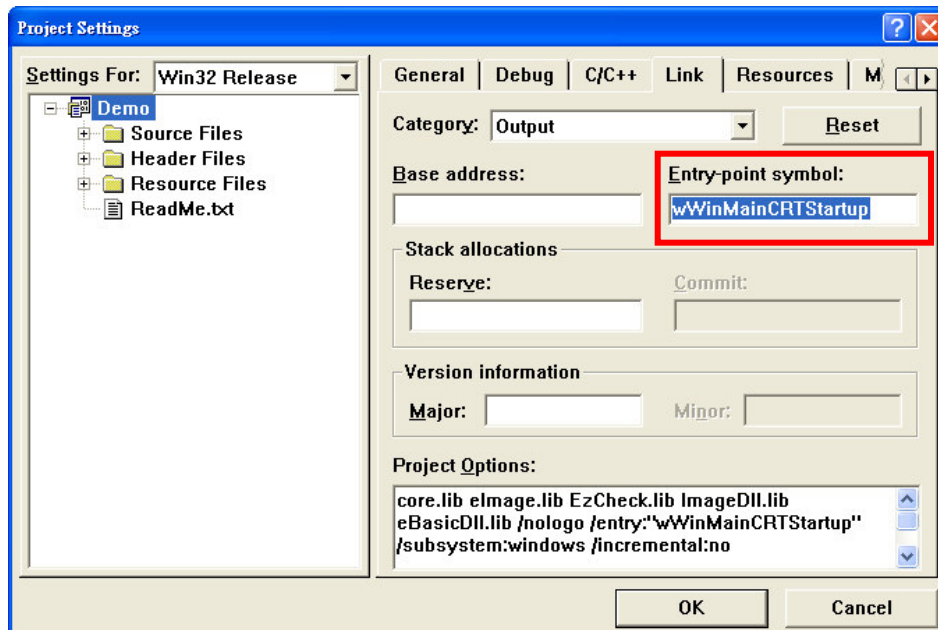 Project Settings
Settings For: Win32 Release
Demo
Source Files
Header Files
Resource Files
ReadMe.txt
General Debug C/C++ Link Resources M
Category: Output Reset
Base address: Entry-point symbol:
wWinMainCRTStartup
Stack allocations
Reserve: Commit:
Version information
Major: Minor:
Project Options:
core.lib eImage.lib EzCheck.lib ImageDll.lib
eBasicDll.lib /nologo /entry:"wWinMainCRTStartup"
/subsystem:windows /incremental:no
OK Cancel